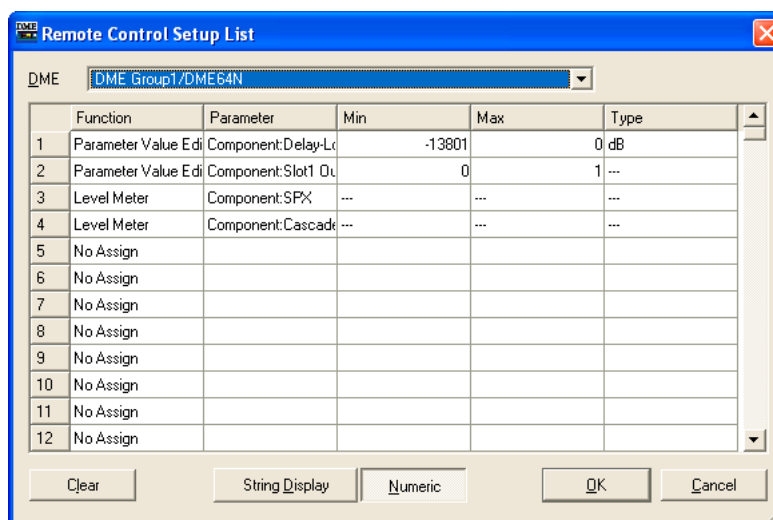 DME Remote Control Setup List
DME DME Group1/DME64N
Function Parameter Min Max Type
1 Parameter Value Edi Component:Delay-Lo -13801 0 dB
2 Parameter Value Edi Component:Slot1 Ou 0 1 ---
3 Level Meter Component:SPX --- --- ---
4 Level Meter Component:Cascade --- --- ---
5 No Assign
6 No Assign
7 No Assign
8 No Assign
9 No Assign
10 No Assign
11 No Assign
12 No Assign
Clear String Display Numeric OK Cancel